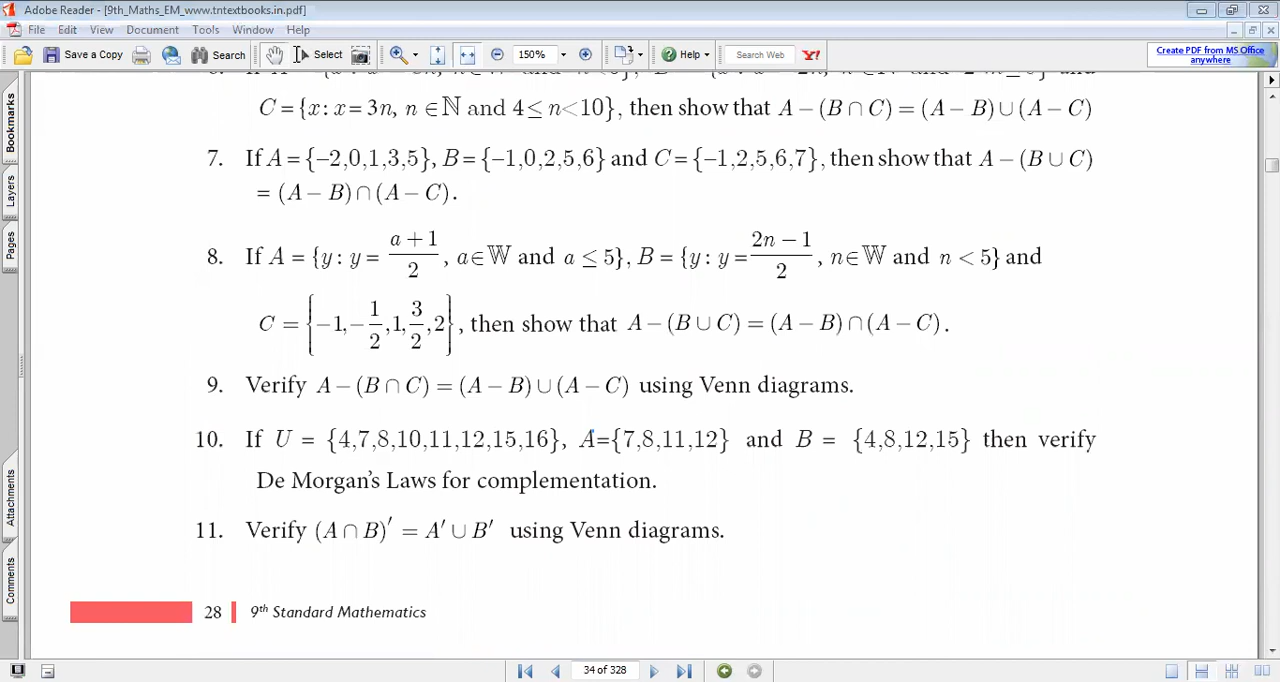 Adobe Reader - [9th_Maths_EM_www.tntextbooks.in.pdf]
File Edit View Document Tools Window Help
Save a Copy Search Select 150% Help Search Web Y! Create PDF from MS Office anywhere
C = {x : x = 3n, n ∈ ℕ and 4 ≤ n < 10}, then show that A − (B ∩ C) = (A − B) ∪ (A − C)
7. If A = {−2,0,1,3,5}, B = {−1,0,2,5,6} and C = {−1,2,5,6,7}, then show that A − (B ∪ C)
= (A − B) ∩ (A − C).
8. If A = {y : y = (a + 1)/2, a ∈ 𝕎 and a ≤ 5}, B = {y : y = (2n − 1)/2, n ∈ 𝕎 and n < 5} and
C = {−1, −1/2, 1, 3/2, 2}, then show that A − (B ∪ C) = (A − B) ∩ (A − C).
9. Verify A − (B ∩ C) = (A − B) ∪ (A − C) using Venn diagrams.
10. If U = {4,7,8,10,11,12,15,16}, A={7,8,11,12} and B = {4,8,12,15} then verify
De Morgan's Laws for complementation.
11. Verify (A ∩ B)′ = A′ ∪ B′ using Venn diagrams.
28 9th Standard Mathematics
Bookmarks
Layers
Pages
Attachments
Comments
34 of 328